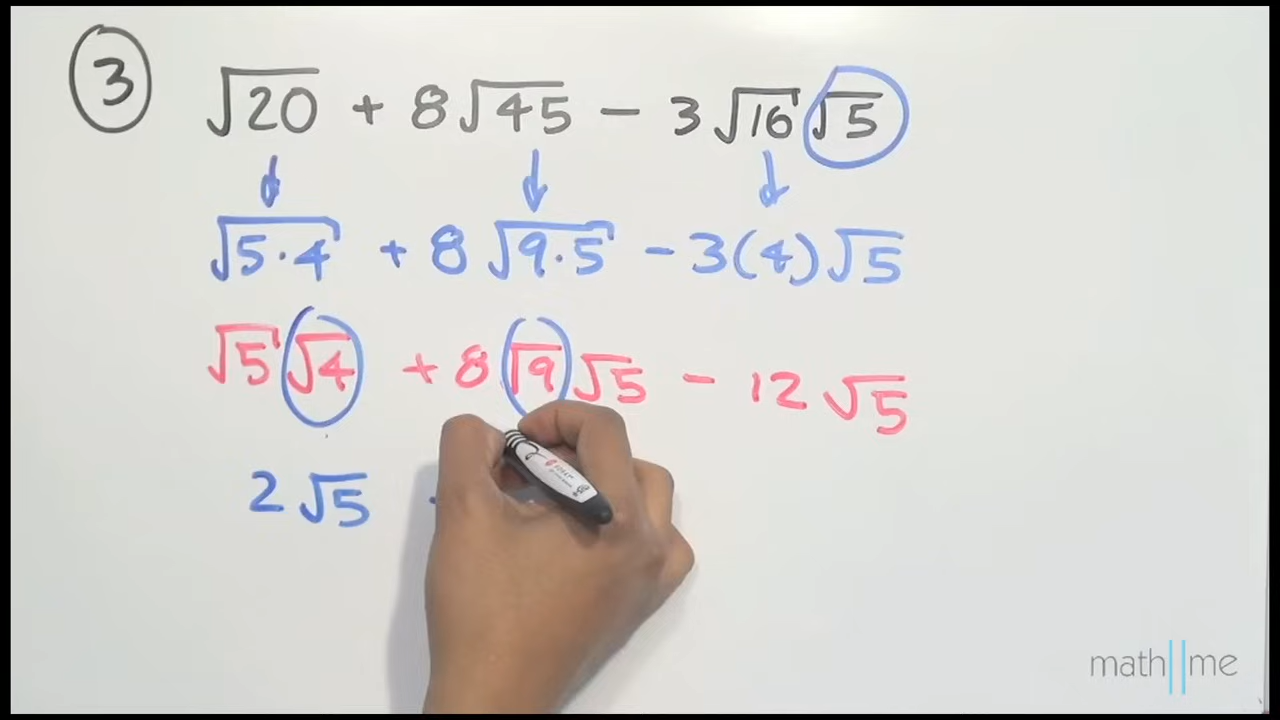 3 √20 + 8√45 − 3√16 √5
√5·4 + 8√9·5 − 3(4)√5
√5 √4 + 8 √9 √5 − 12 √5
2 √5
math||me